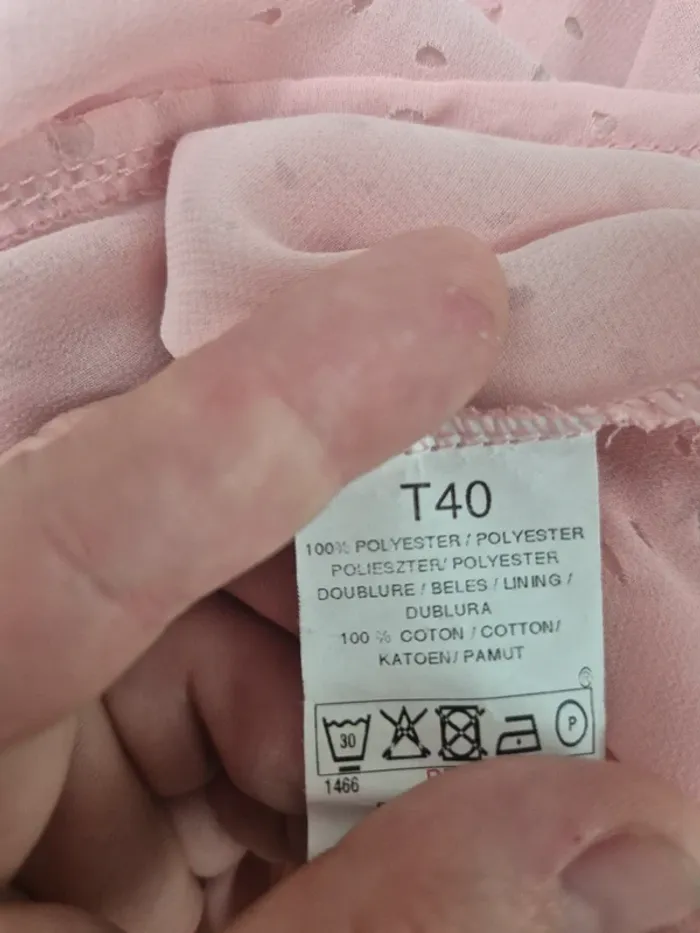 T40
100% POLYESTER / POLYESTER
POLIESZTER/ POLYESTER
DOUBLURE / BELES / LINING /
DUBLURA
100 % COTON / COTTON/
KATOEN/ PAMUT
30
P
1466